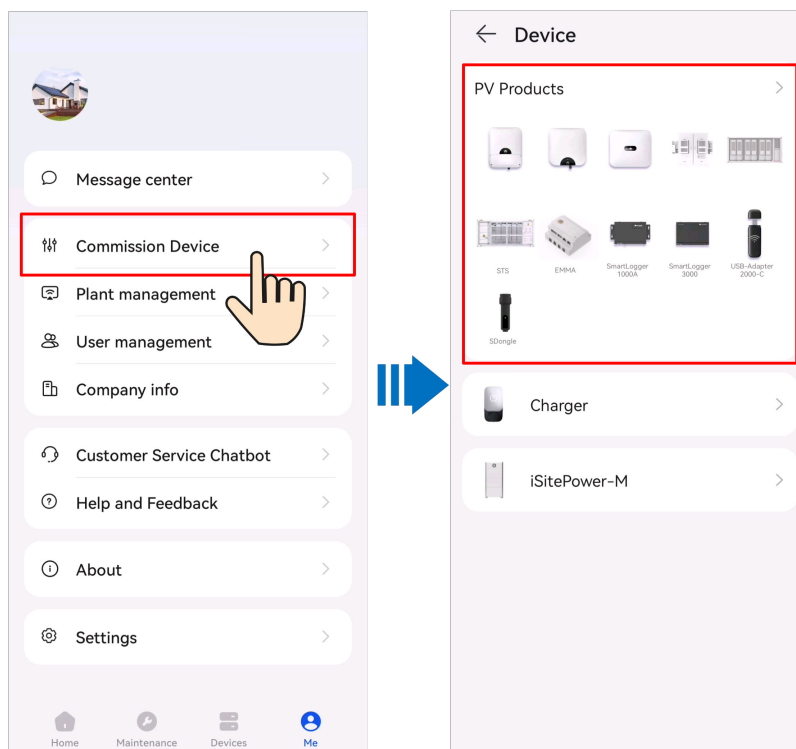 Message center
Commission Device
Plant management
User management
Company info
Customer Service Chatbot
Help and Feedback
About
Settings
Home
Maintenance
Devices
Me
Device
PV Products
STS
EMMA
SmartLogger
1000A
SmartLogger
3000
USB-Adapter
2000-C
SDongle
Charger
iSitePower-M